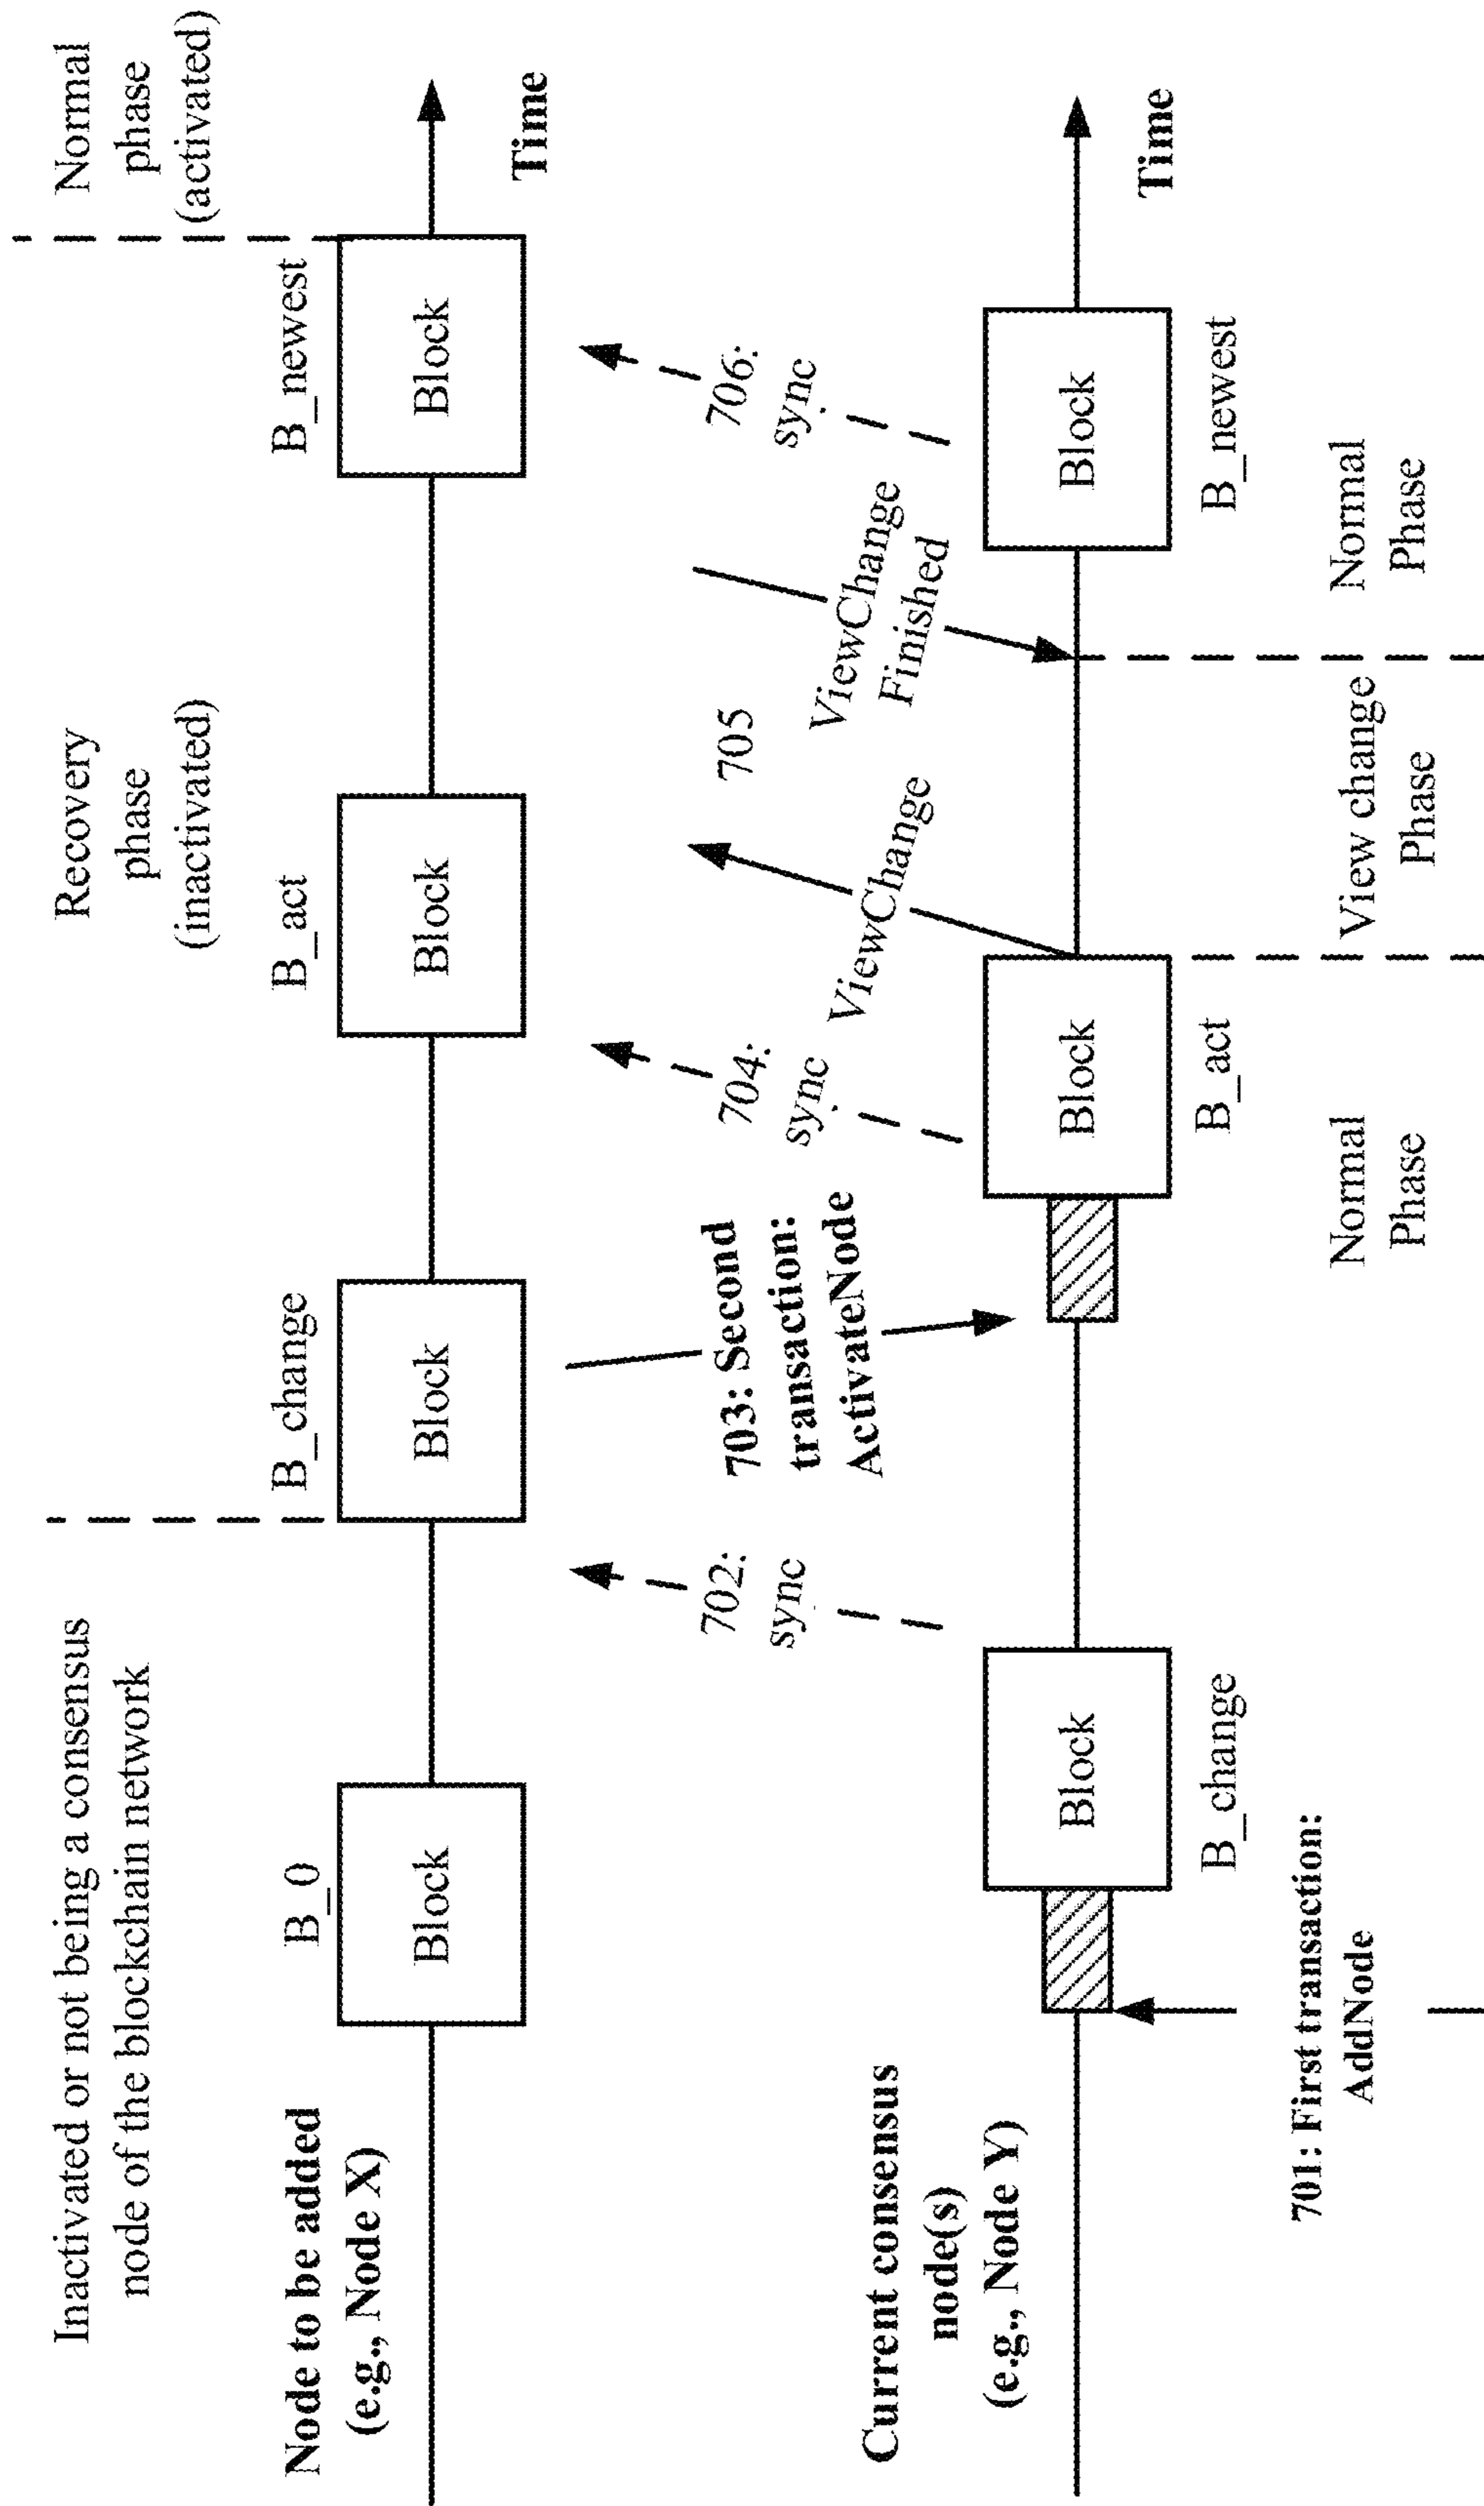 Inactivated or not being a consensus
node of the blockchain network
Recovery
phase
(inactivated)
Normal
phase
(activated)
Node to be added
(e.g., Node X)
B_0
Block
B_change
Block
B_act
Block
B_newest
Block
Time
702:
sync
703: Second
transaction:
ActivateNode
704:
sync
ViewChange
705
ViewChange
Finished
706:
sync
Current consensus
node(s)
(e.g., Node Y)
Block
B_change
Block
B_act
Block
B_newest
Time
701: First transaction:
AddNode
Normal
Phase
View change
Phase
Normal
Phase